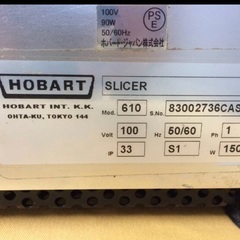 100V
90W
50/60Hz
ホバート・ジャパン株式会社
PS
E
HOBART
SLICER
HOBART INT. K.K.
OHTA-KU, TOKYO 144
Mod. 610 S.No. 83002736CAS
Volt 100 Hz 50/60 Ph 1
IP 33 S1 W 150